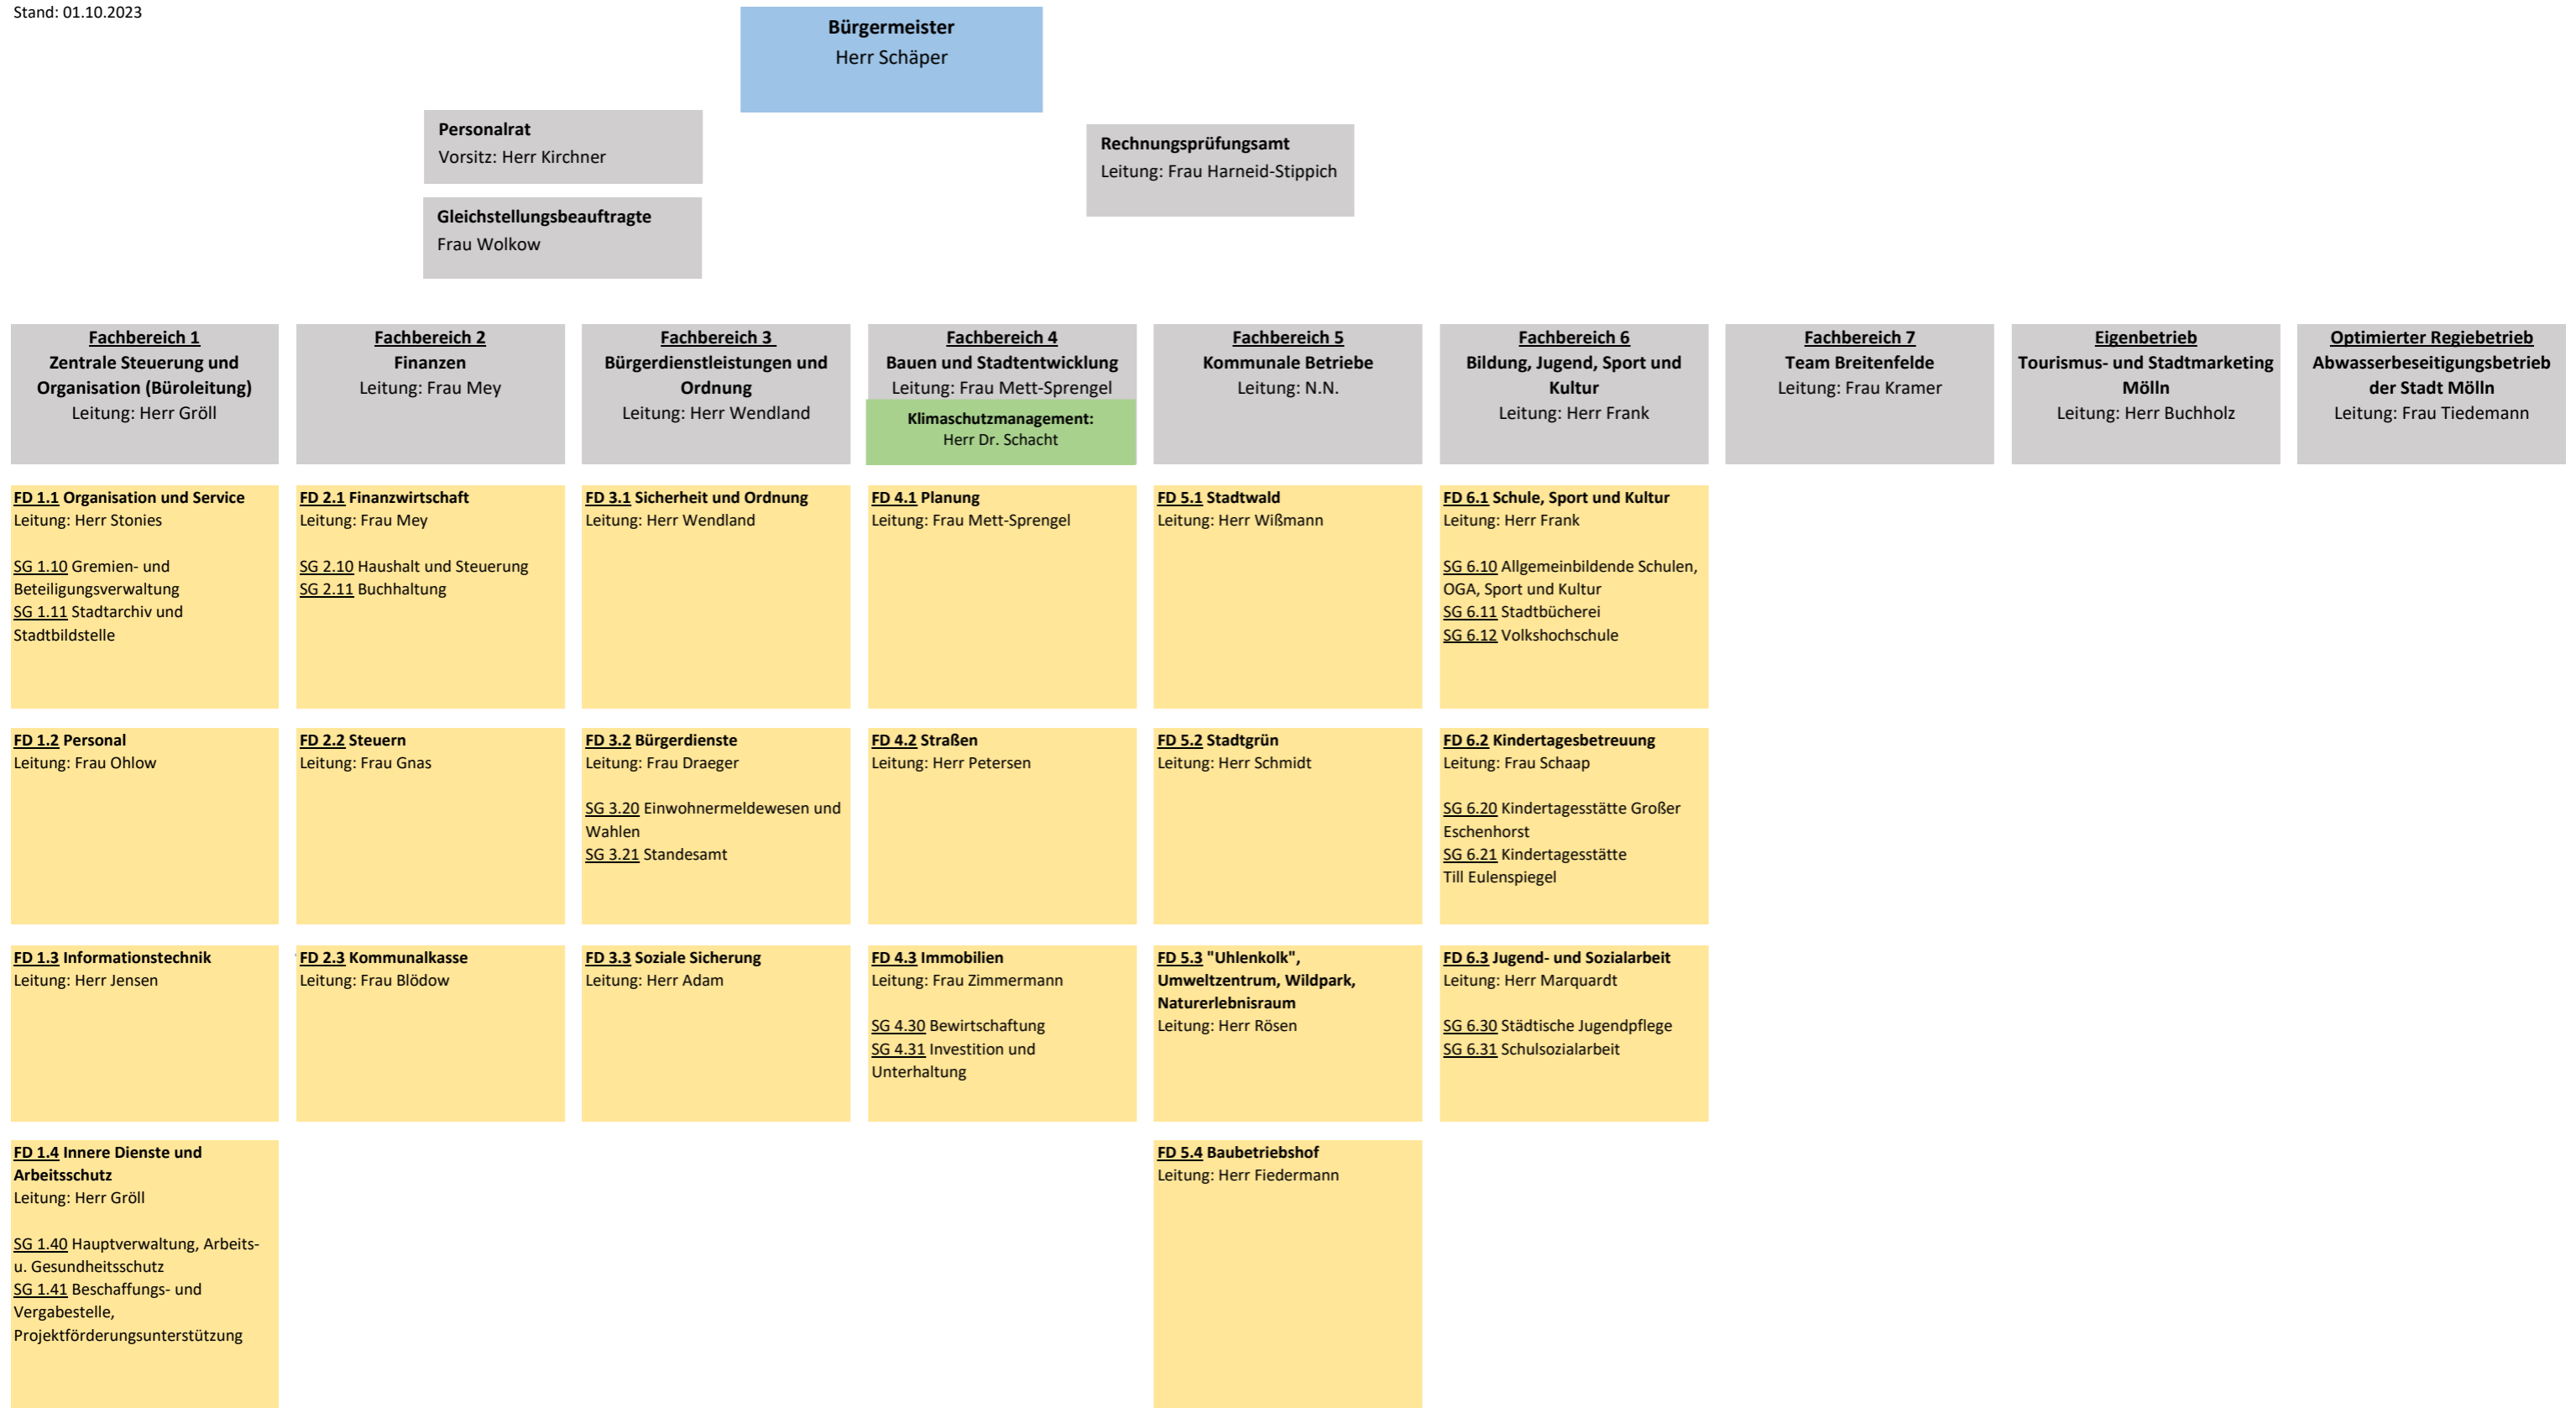 Stand: 01.10.2023
Bürgermeister
Herr Schäper
Personalrat
Vorsitz: Herr Kirchner
Rechnungsprüfungsamt
Leitung: Frau Harneid-Stippich
Gleichstellungsbeauftragte
Frau Wolkow
Fachbereich 1
Zentrale Steuerung und
Organisation (Büroleitung)
Leitung: Herr Gröll
Fachbereich 2
Finanzen
Leitung: Frau Mey
Fachbereich 3
Bürgerdienstleistungen und
Ordnung
Leitung: Herr Wendland
Fachbereich 4
Bauen und Stadtentwicklung
Leitung: Frau Mett-Sprengel
Klimaschutzmanagement:
Herr Dr. Schacht
Fachbereich 5
Kommunale Betriebe
Leitung: N.N.
Fachbereich 6
Bildung, Jugend, Sport und
Kultur
Leitung: Herr Frank
Fachbereich 7
Team Breitenfelde
Leitung: Frau Kramer
Eigenbetrieb
Tourismus- und Stadtmarketing
Mölln
Leitung: Herr Buchholz
Optimierter Regiebetrieb
Abwasserbeseitigungsbetrieb
der Stadt Mölln
Leitung: Frau Tiedemann
FD 1.1 Organisation und Service
Leitung: Herr Stonies
SG 1.10 Gremien- und
Beteiligungsverwaltung
SG 1.11 Stadtarchiv und
Stadtbildstelle
FD 2.1 Finanzwirtschaft
Leitung: Frau Mey
SG 2.10 Haushalt und Steuerung
SG 2.11 Buchhaltung
FD 3.1 Sicherheit und Ordnung
Leitung: Herr Wendland
FD 4.1 Planung
Leitung: Frau Mett-Sprengel
FD 5.1 Stadtwald
Leitung: Herr Wißmann
FD 6.1 Schule, Sport und Kultur
Leitung: Herr Frank
SG 6.10 Allgemeinbildende Schulen,
OGA, Sport und Kultur
SG 6.11 Stadtbücherei
SG 6.12 Volkshochschule
FD 1.2 Personal
Leitung: Frau Ohlow
FD 2.2 Steuern
Leitung: Frau Gnas
FD 3.2 Bürgerdienste
Leitung: Frau Draeger
SG 3.20 Einwohnermeldewesen und
Wahlen
SG 3.21 Standesamt
FD 4.2 Straßen
Leitung: Herr Petersen
FD 5.2 Stadtgrün
Leitung: Herr Schmidt
FD 6.2 Kindertagesbetreuung
Leitung: Frau Schaap
SG 6.20 Kindertagesstätte Großer
Eschenhorst
SG 6.21 Kindertagesstätte
Till Eulenspiegel
FD 1.3 Informationstechnik
Leitung: Herr Jensen
FD 2.3 Kommunalkasse
Leitung: Frau Blödow
FD 3.3 Soziale Sicherung
Leitung: Herr Adam
FD 4.3 Immobilien
Leitung: Frau Zimmermann
SG 4.30 Bewirtschaftung
SG 4.31 Investition und
Unterhaltung
FD 5.3 "Uhlenkolk",
Umweltzentrum, Wildpark,
Naturerlebnisraum
Leitung: Herr Rösen
FD 6.3 Jugend- und Sozialarbeit
Leitung: Herr Marquardt
SG 6.30 Städtische Jugendpflege
SG 6.31 Schulsozialarbeit
FD 1.4 Innere Dienste und
Arbeitsschutz
Leitung: Herr Gröll
SG 1.40 Hauptverwaltung, Arbeits-
u. Gesundheitsschutz
SG 1.41 Beschaffungs- und
Vergabestelle,
Projektförderungsunterstützung
FD 5.4 Baubetriebshof
Leitung: Herr Fiedermann